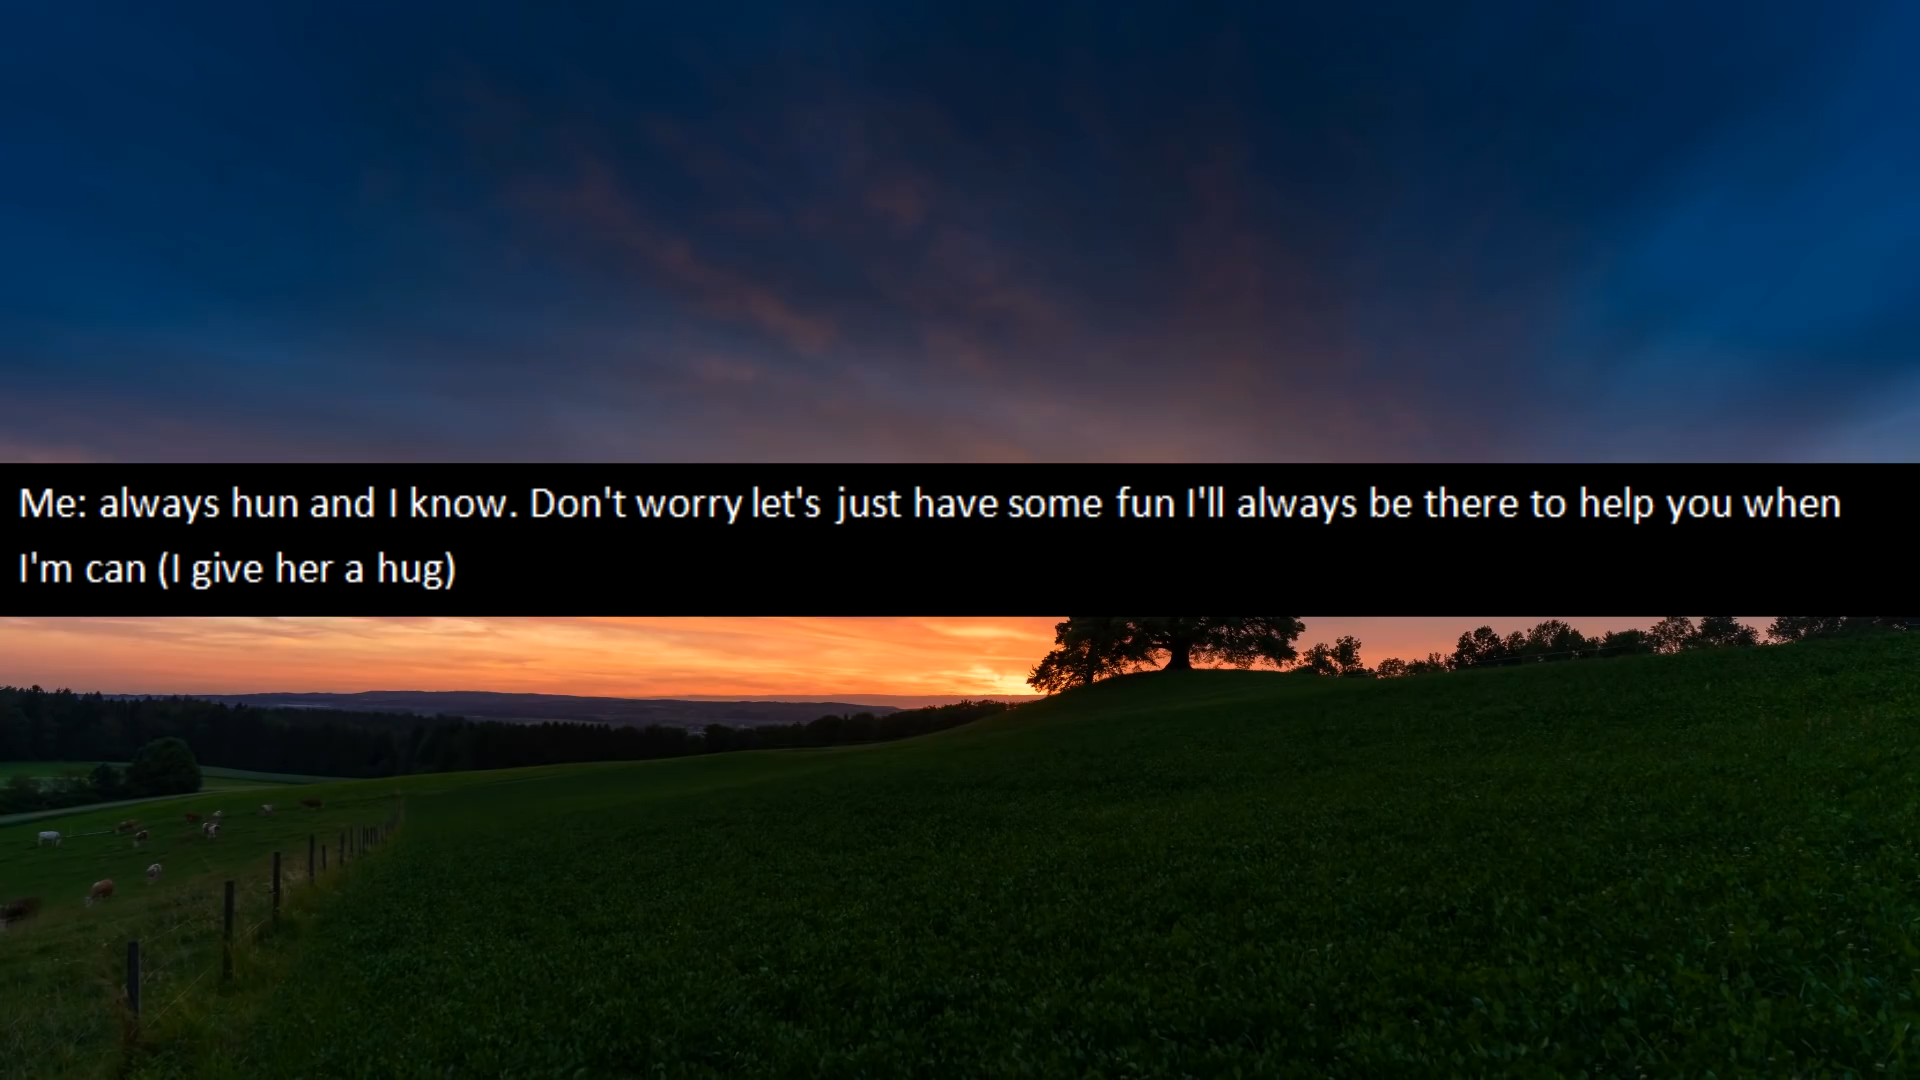 Me: always hun and I know. Don't worry let's just have some fun I'll always be there to help you when
I'm can (I give her a hug)